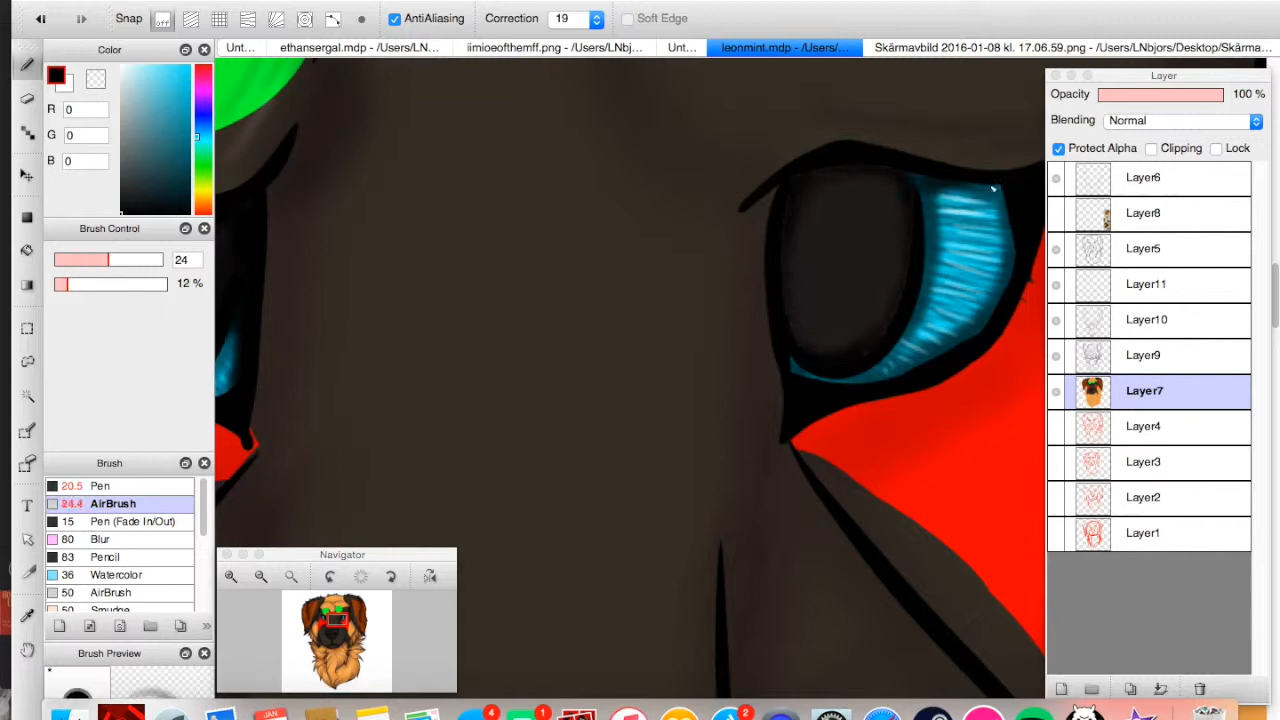 Snap off AntiAliasing Correction 19 Soft Edge
Color Unt... ethansergal.mdp - /Users/LN... iimioeofthemff.png - /Users/LNbj... Unt... leonmint.mdp - /Users/... Skärmavbild 2016-01-08 kl. 17.06.59.png - /Users/LNbjors/Desktop/Skärma...
Layer
Opacity 100 %
R 0
Blending Normal
G 0
Protect Alpha Clipping Lock
B 0
Layer6
Layer8
Brush Control
Layer5
24
12 %
Layer11
Layer10
Layer9
Layer7
Layer4
Brush
Layer3
20.5 Pen
24.4 AirBrush
Layer2
15 Pen (Fade In/Out)
Layer1
80 Blur
83 Pencil
Navigator
36 Watercolor
50 AirBrush
50 Smudge
Brush Preview
*
JAN
4
1
2